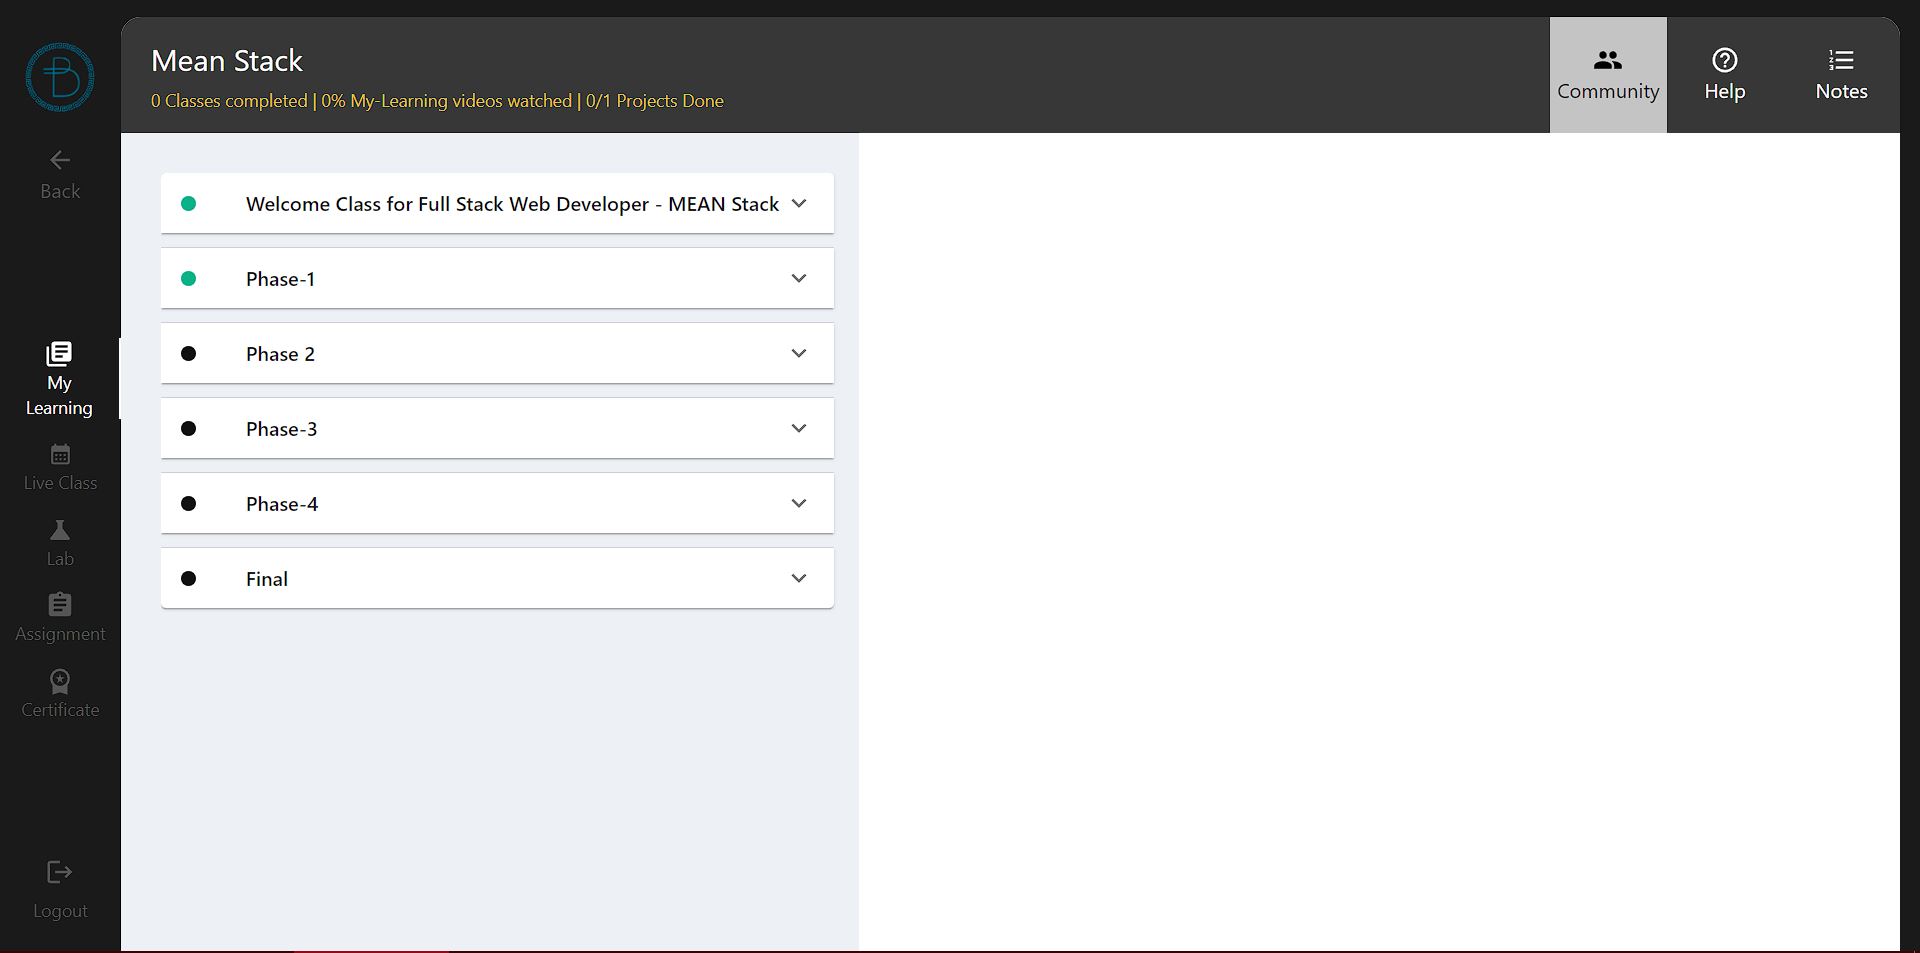 Mean Stack
0 Classes completed | 0% My-Learning videos watched | 0/1 Projects Done
Community
Help
Notes
Back
My
Learning
Live Class
Lab
Assignment
Certificate
Logout
Welcome Class for Full Stack Web Developer - MEAN Stack
Phase-1
Phase 2
Phase-3
Phase-4
Final